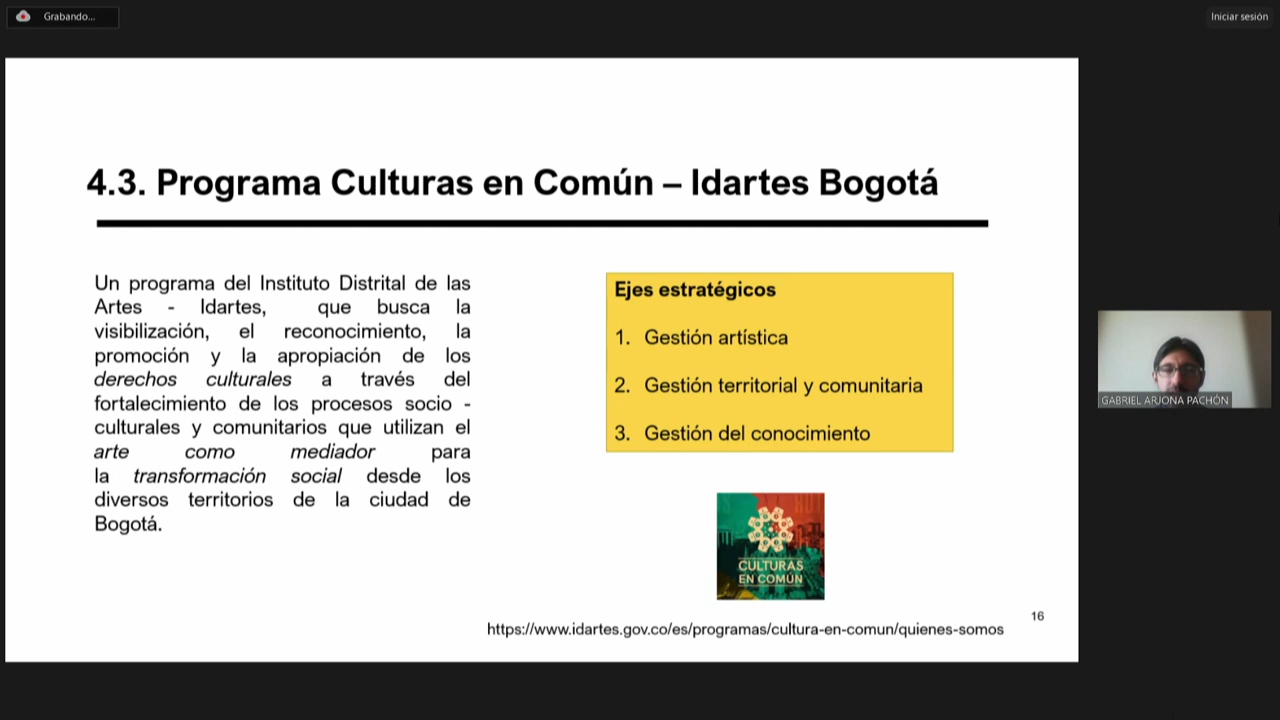 Grabando...
Iniciar sesión
4.3. Programa Culturas en Común – Idartes Bogotá
Un programa del Instituto Distrital de las
Artes - Idartes, que busca la
visibilización, el reconocimiento, la
promoción y la apropiación de los
derechos culturales a través del
fortalecimiento de los procesos socio -
culturales y comunitarios que utilizan el
arte como mediador para
la transformación social desde los
diversos territorios de la ciudad de
Bogotá.
Ejes estratégicos
1. Gestión artística
2. Gestión territorial y comunitaria
3. Gestión del conocimiento
CULTURAS
EN COMÚN
GABRIEL ARJONA PACHÓN
16
https://www.idartes.gov.co/es/programas/cultura-en-comun/quienes-somos